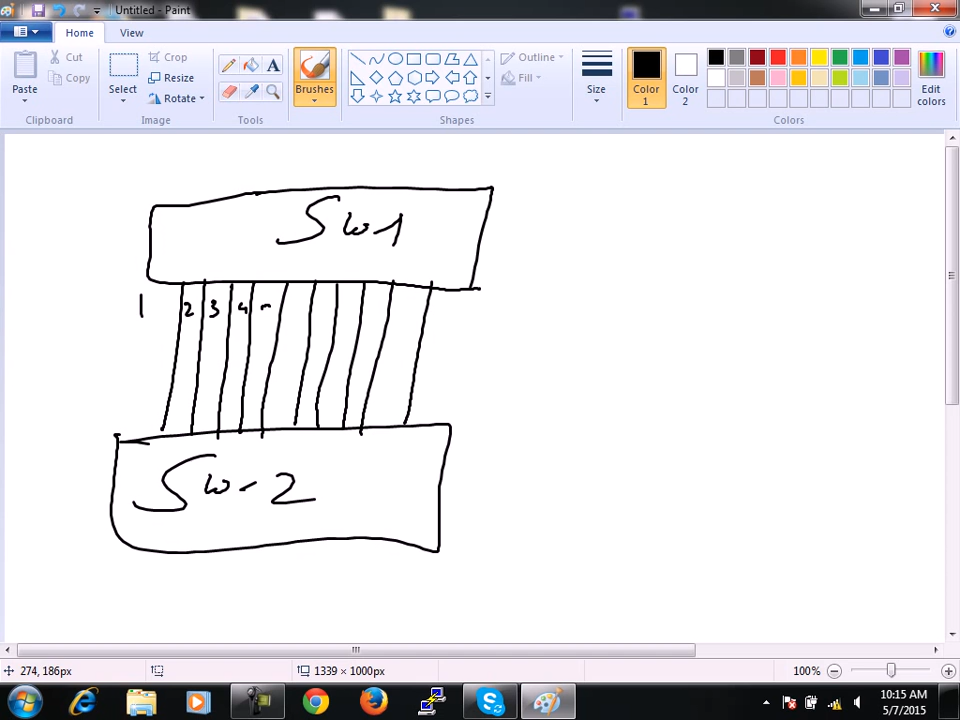 Untitled - Paint
Home View
Paste
Cut
Copy
Clipboard
Select
Crop
Resize
Rotate
Image
Tools
Brushes
Shapes
Outline
Fill
Size
Color 1
Color 2
Edit colors
Colors
SW-1
1 2 3 4
SW-2
274, 186px
1339 × 1000px
100%
10:15 AM
5/7/2015